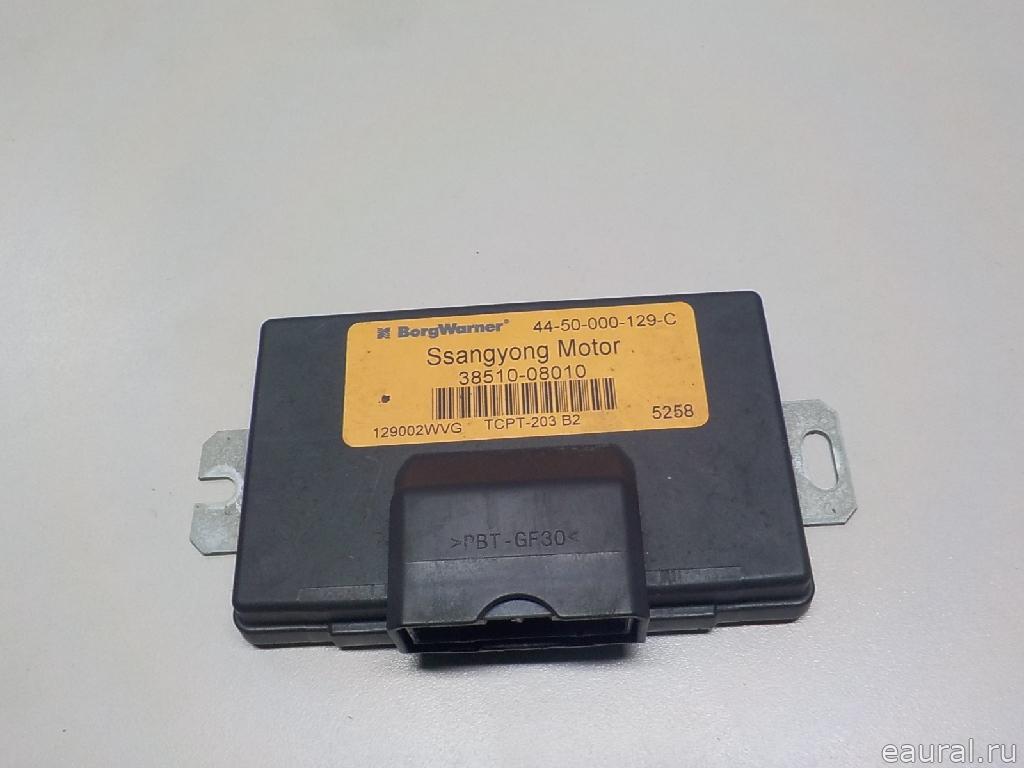 BorgWarner® 44-50-000-129-C
Ssangyong Motor
38510-08010
5258
129002WVG TCPT-203 B2
>PBT-GF30<
eaural.ru